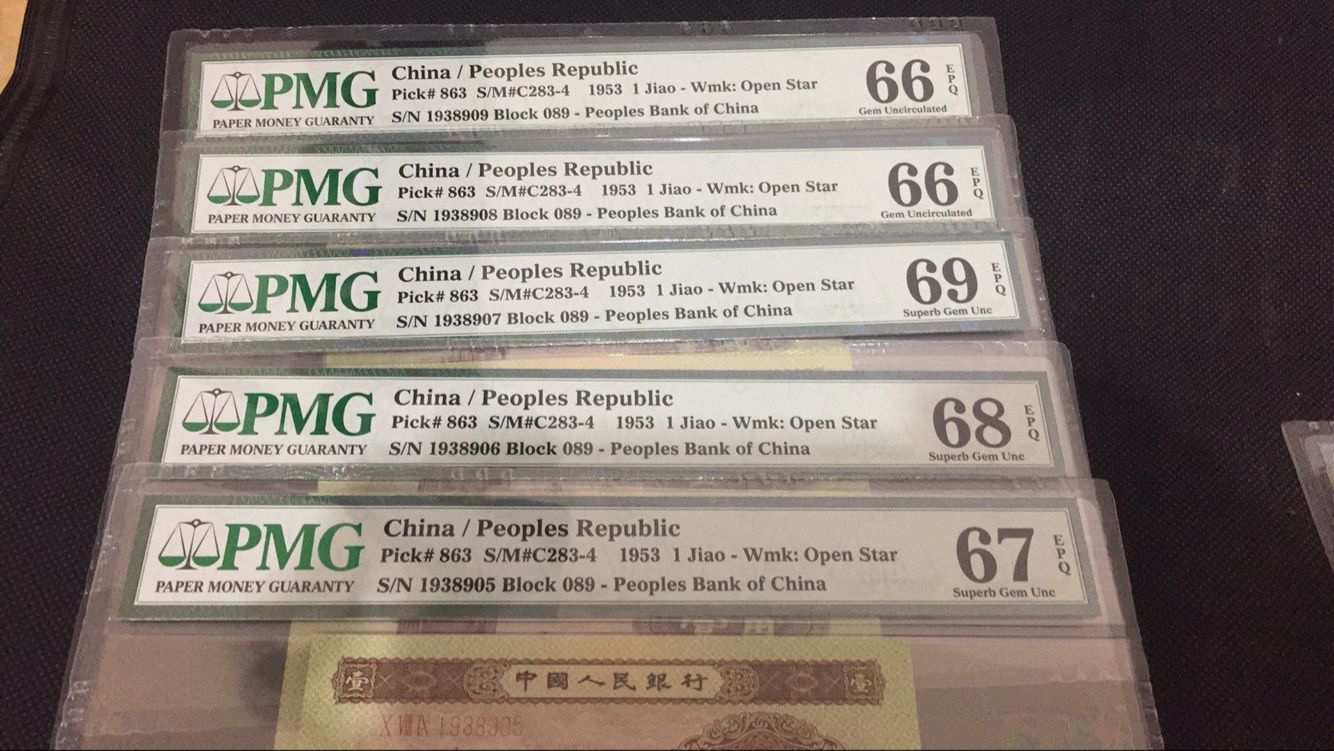 PMG
PAPER MONEY GUARANTY
China / Peoples Republic
Pick# 863 S/M#C283-4 1953 1 Jiao - Wmk: Open Star
S/N 1938909 Block 089 - Peoples Bank of China
66 EPQ
Gem Uncirculated
PMG
PAPER MONEY GUARANTY
China / Peoples Republic
Pick# 863 S/M#C283-4 1953 1 Jiao - Wmk: Open Star
S/N 1938908 Block 089 - Peoples Bank of China
66 EPQ
Gem Uncirculated
PMG
PAPER MONEY GUARANTY
China / Peoples Republic
Pick# 863 S/M#C283-4 1953 1 Jiao - Wmk: Open Star
S/N 1938907 Block 089 - Peoples Bank of China
69 EPQ
Superb Gem Unc
PMG
PAPER MONEY GUARANTY
China / Peoples Republic
Pick# 863 S/M#C283-4 1953 1 Jiao - Wmk: Open Star
S/N 1938906 Block 089 - Peoples Bank of China
68 EPQ
Superb Gem Unc
PMG
PAPER MONEY GUARANTY
China / Peoples Republic
Pick# 863 S/M#C283-4 1953 1 Jiao - Wmk: Open Star
S/N 1938905 Block 089 - Peoples Bank of China
67 EPQ
Superb Gem Unc
壹 中國人民銀行 壹
1938905